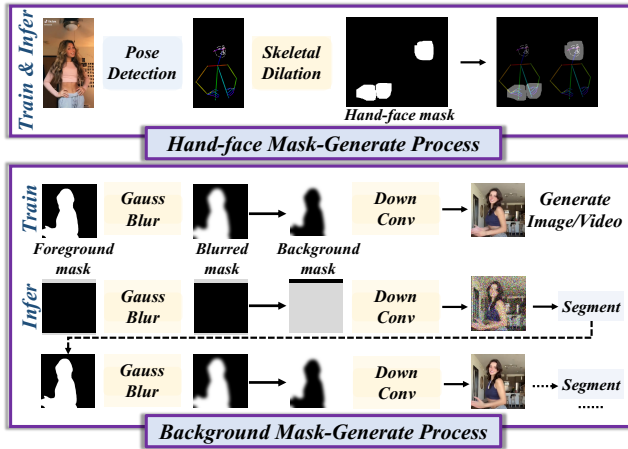 Train & Infer
Pose
Detection
Skeletal
Dilation
Hand-face mask
Hand-face Mask-Generate Process
Train
Gauss
Blur
Down
Conv
Generate
Image/Video
Foreground
mask
Blurred
mask
Background
mask
Infer
Gauss
Blur
Down
Conv
Segment
Gauss
Blur
Down
Conv
Segment
Background Mask-Generate Process